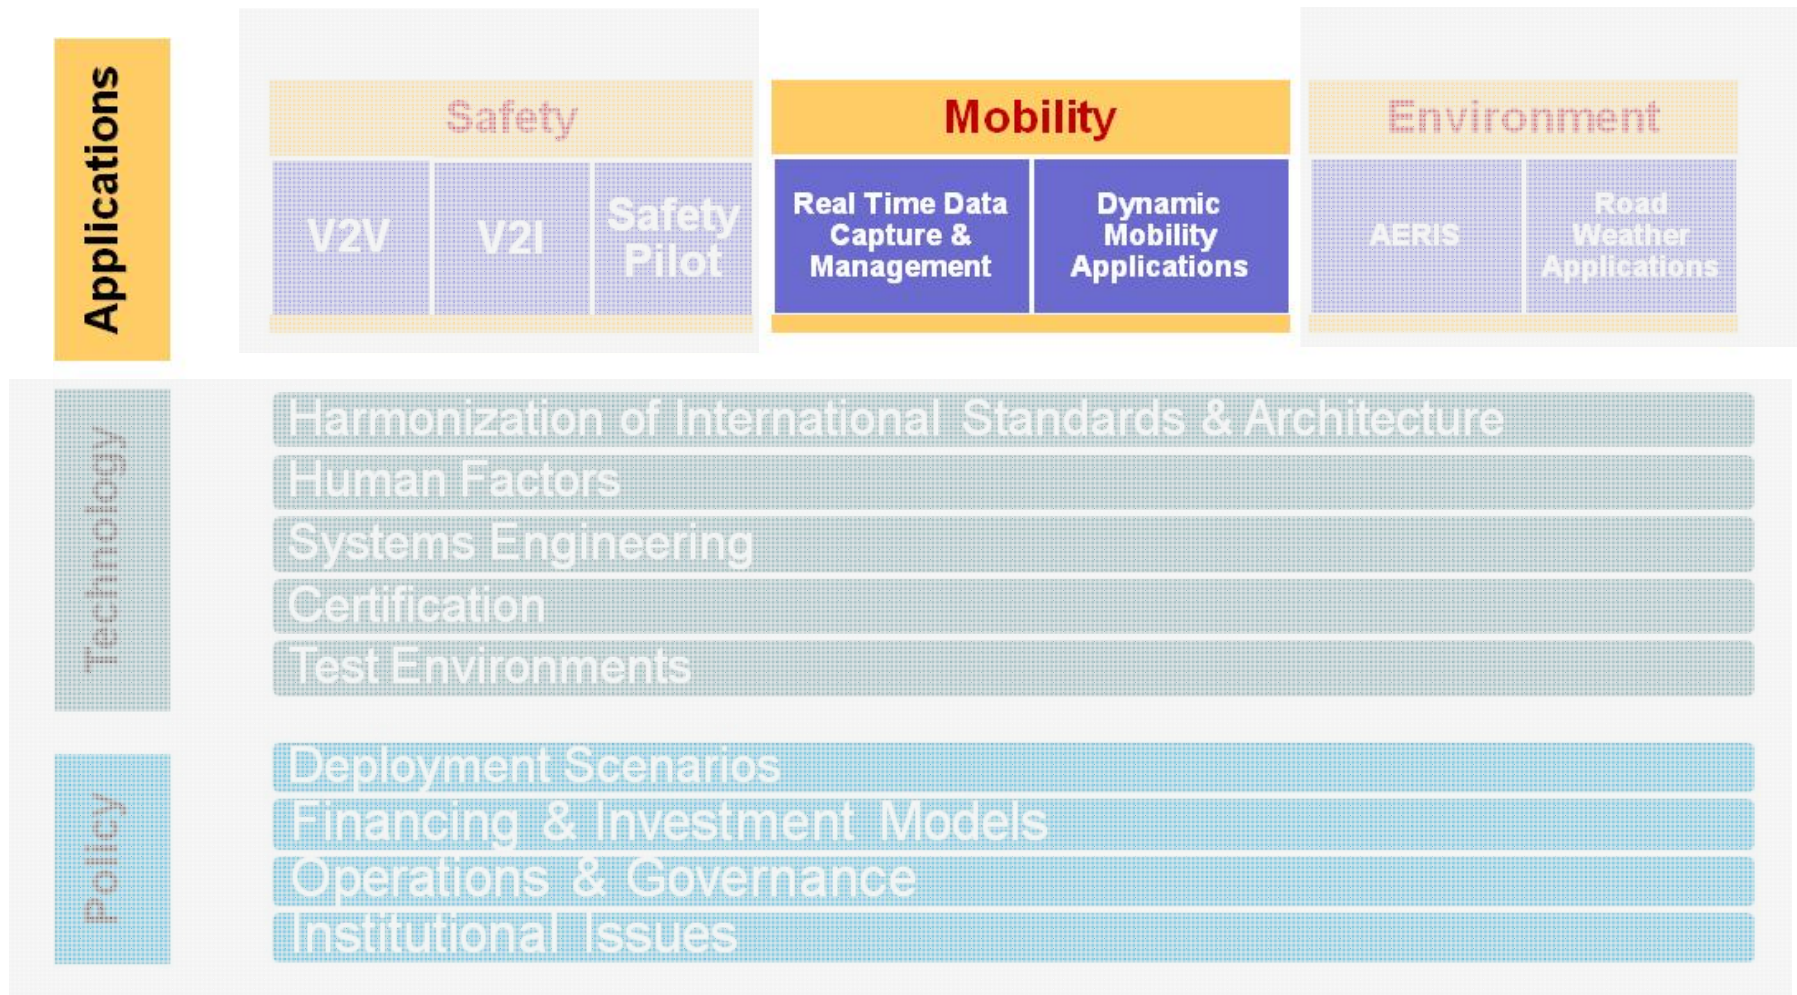 Applications
Safety
V2V
V2I
Safety
Pilot
Mobility
Real Time Data
Capture &
Management
Dynamic
Mobility
Applications
Environment
AERIS
Road
Weather
Applications
Technology
Harmonization of International Standards & Architecture
Human Factors
Systems Engineering
Certification
Test Environments
Policy
Deployment Scenarios
Financing & Investment Models
Operations & Governance
Institutional Issues